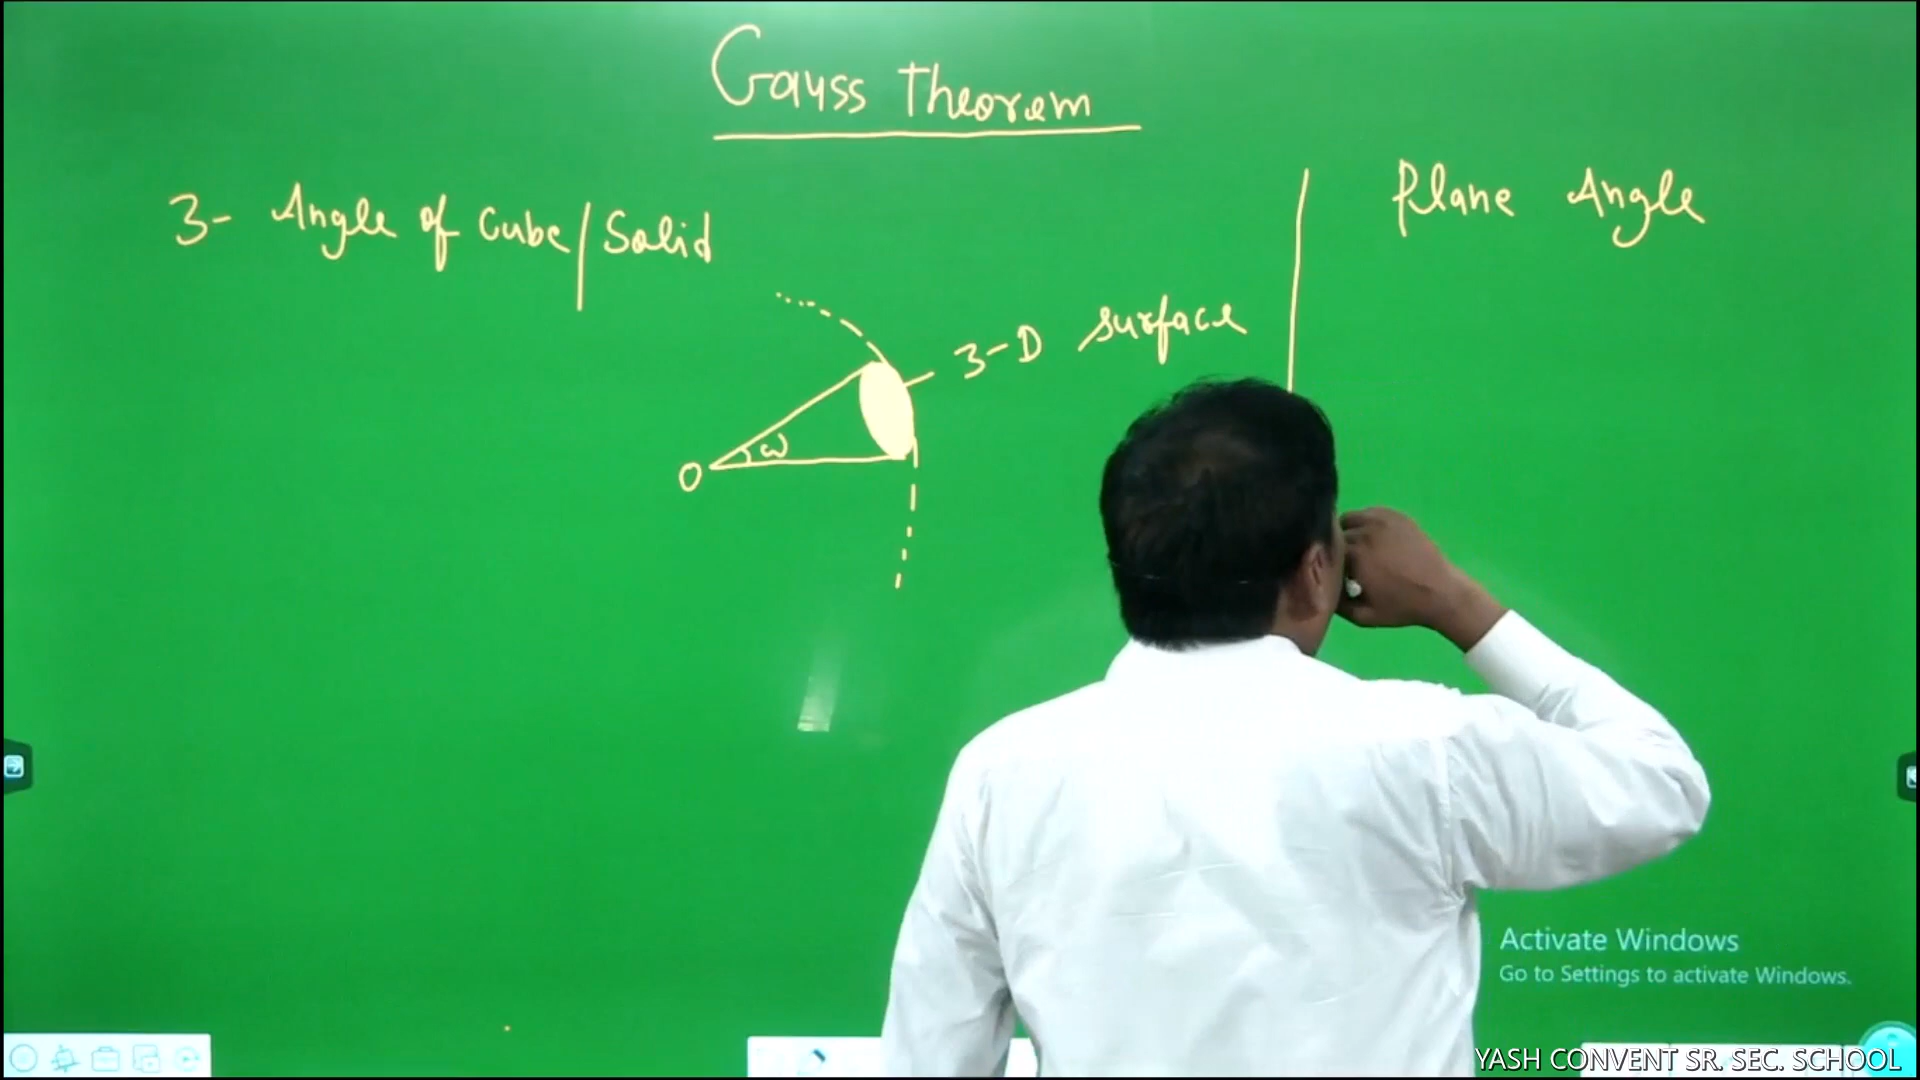 Gauss Theorem
3- Angle of Cube/Solid
Plane Angle
3-D surface
ω
O
Activate Windows
Go to Settings to activate Windows.
YASH CONVENT SR. SEC. SCHOOL